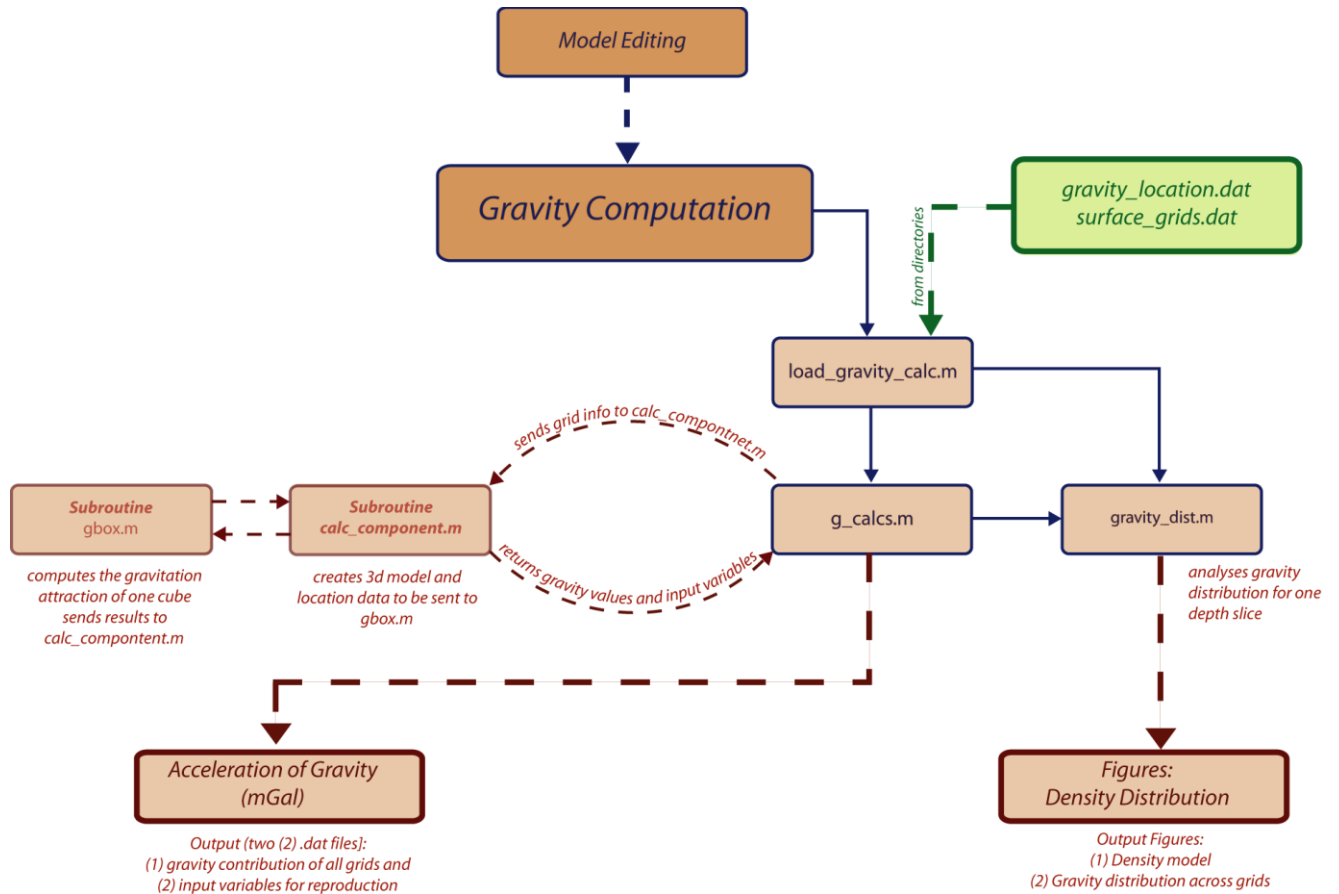 Model Editing
Gravity Computation
gravity_location.dat
surface_grids.dat
from directories
load_gravity_calc.m
sends grid info to calc_compontnet.m
Subroutine
gbox.m
Subroutine
calc_component.m
g_calcs.m
gravity_dist.m
computes the gravitation
attraction of one cube
sends results to
calc_compontent.m
creates 3d model and
location data to be sent to
gbox.m
returns gravity values and input variables
analyses gravity
distribution for one
depth slice
Acceleration of Gravity
(mGal)
Figures:
Density Distribution
Output (two (2) .dat files]:
(1) gravity contribution of all grids and
(2) input variables for reproduction
Output Figures:
(1) Density model
(2) Gravity distribution across grids